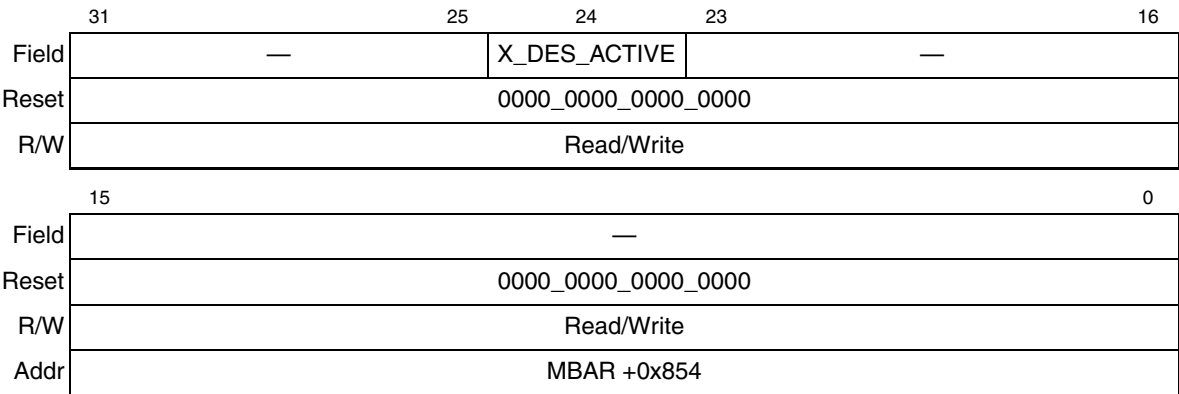 31 25 24 23 16
Field — X_DES_ACTIVE —
Reset 0000_0000_0000_0000
R/W Read/Write
15 0
Field —
Reset 0000_0000_0000_0000
R/W Read/Write
Addr MBAR +0x854